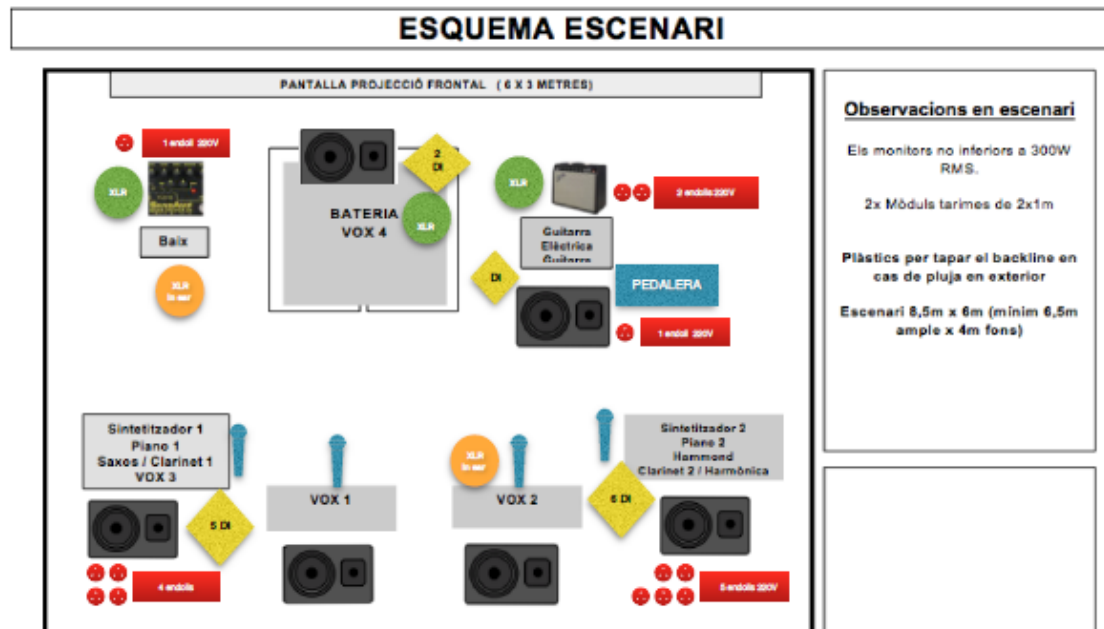 ESQUEMA ESCENARI
PANTALLA PROJECCIÓ FRONTAL ( 6 X 3 METRES)
1 endoll 220V
XLR
Baix
XLR
in ear
2
DI
BATERIA
VOX 4
XLR
XLR
2 endolls 220V
Guitarra
Elèctrica
Guitarra
DI
PEDALERA
1 endoll 220V
Sintetitzador 1
Piano 1
Saxos / Clarinet 1
VOX 3
5 DI
4 endolls
VOX 1
XLR
in ear
VOX 2
6 DI
Sintetitzador 2
Piano 2
Hammond
Clarinet 2 / Harmònica
5 endolls 220V
Observacions en escenari
Els monitors no inferiors a 300W
RMS.
2x Mòduls tarimes de 2x1m
Plàstics per tapar el backline en
cas de pluja en exterior
Escenari 8,5m x 6m (mínim 6,5m
ample x 4m fons)